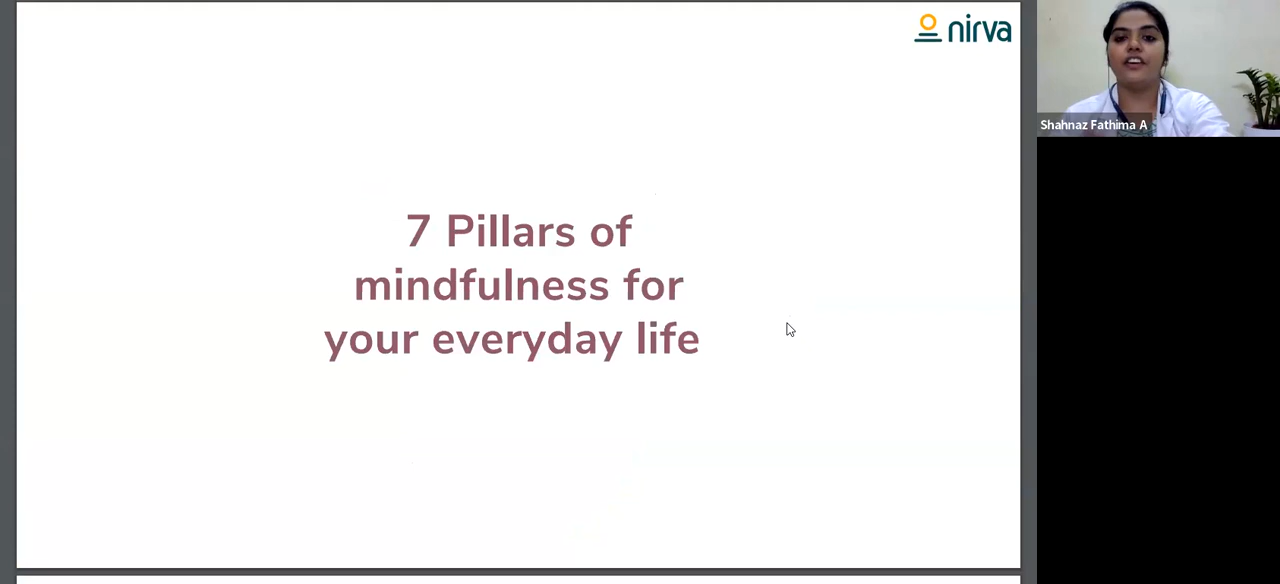 nirva
Shahnaz Fathima A
7 Pillars of
mindfulness for
your everyday life